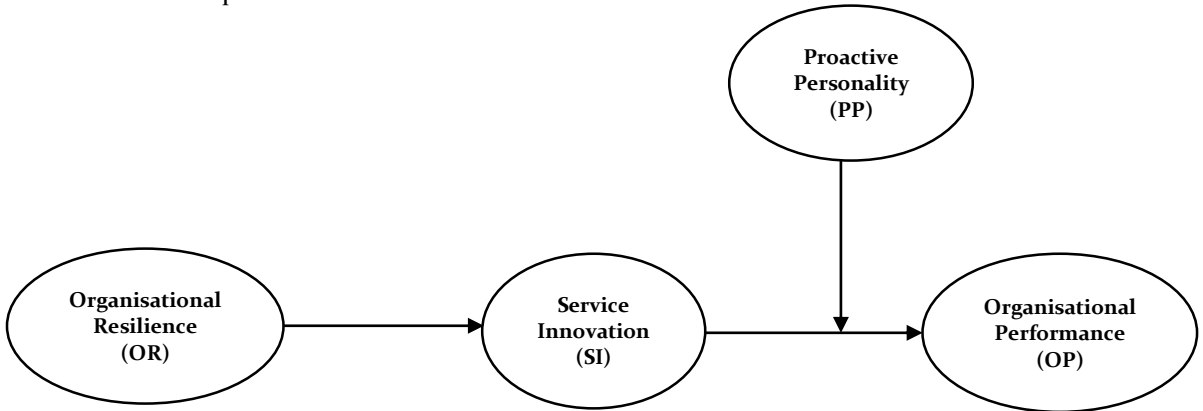 Proactive
Personality
(PP)
Organisational
Resilience
(OR)
Service
Innovation
(SI)
Organisational
Performance
(OP)